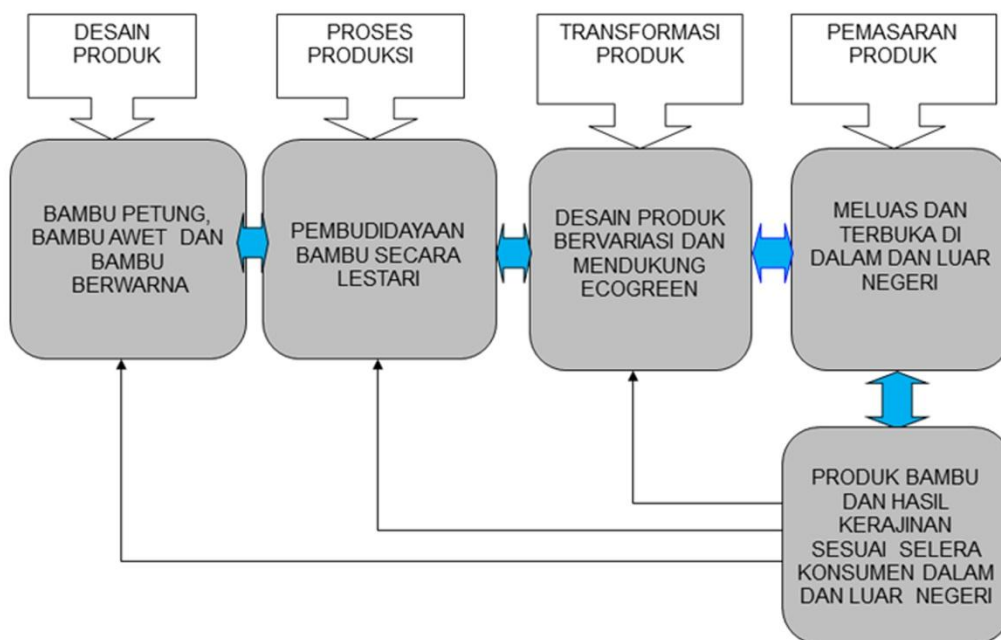 DESAIN
PRODUK
PROSES
PRODUKSI
TRANSFORMASI
PRODUK
PEMASARAN
PRODUK
BAMBU PETUNG,
BAMBU AWET DAN
BAMBU
BERWARNA
PEMBUDIDAYAAN
BAMBU SECARA
LESTARI
DESAIN PRODUK
BERVARIASI DAN
MENDUKUNG
ECOGREEN
MELUAS DAN
TERBUKA DI
DALAM DAN LUAR
NEGERI
PRODUK BAMBU
DAN HASIL
KERAJINAN
SESUAI SELERA
KONSUMEN DALAM
DAN LUAR NEGERI